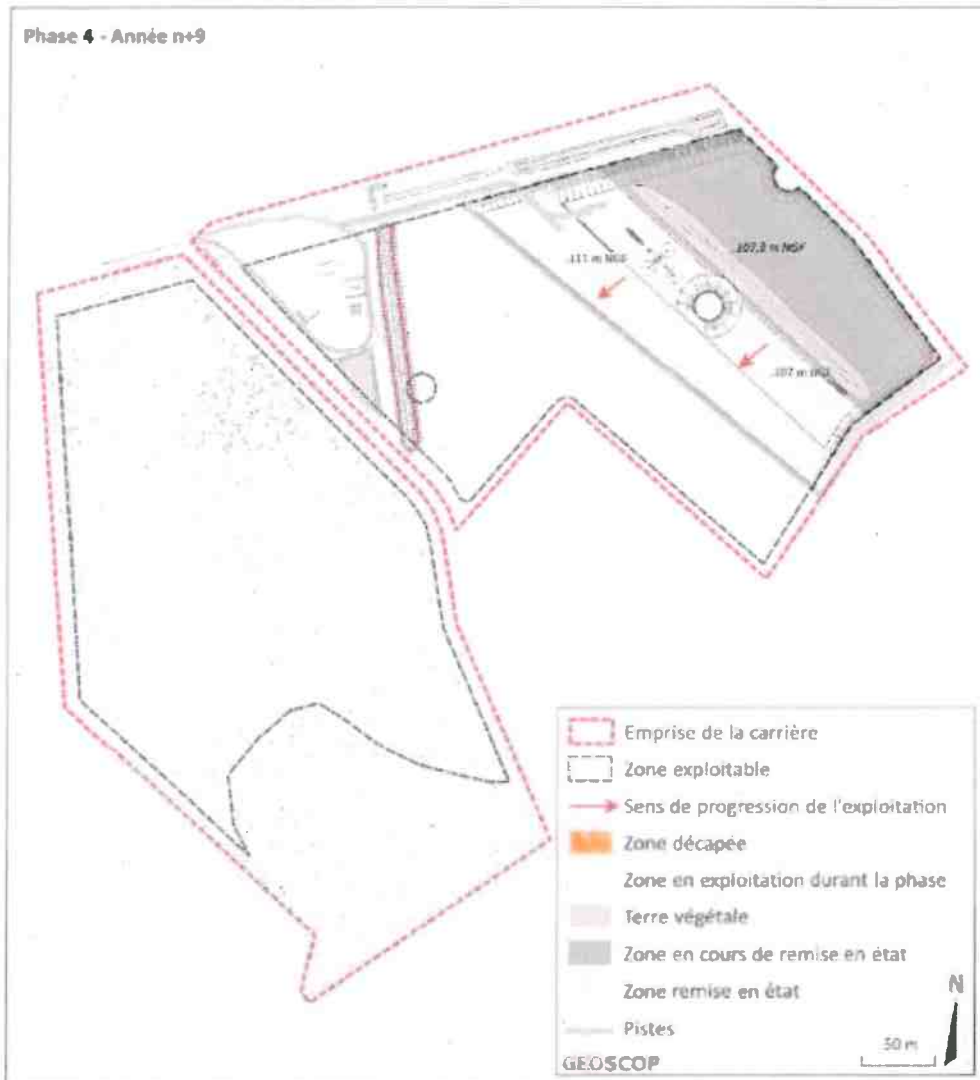 Phase 4 - Année n+9
107,3 m NGF
111 m NGF
107 m NGF
Emprise de la carrière
Zone exploitable
Sens de progression de l'exploitation
Zone décapée
Zone en exploitation durant la phase
Terre végétale
Zone en cours de remise en état
Zone remise en état
Pistes
N
50 m
GEOSCOP